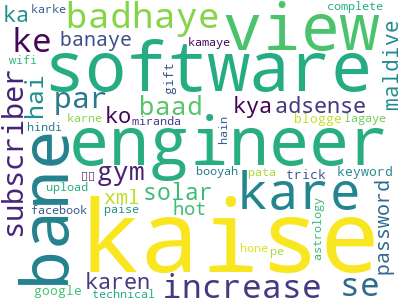 karke
ka
badhaye
view
complete
ke
banaye
kamaye
software
maldive
wifi
gift
subscriber
hai
par
baad
ko
kya
adsense
hindi
karne
miranda
hain
blogge
lagaye
engineer
bane
gym
xml
solar
booyah
pata
trick
keyword
kare
upload
facebook
paise
hot
kaise
astrology
password
karen
increase
hone
pe
se
google
technical